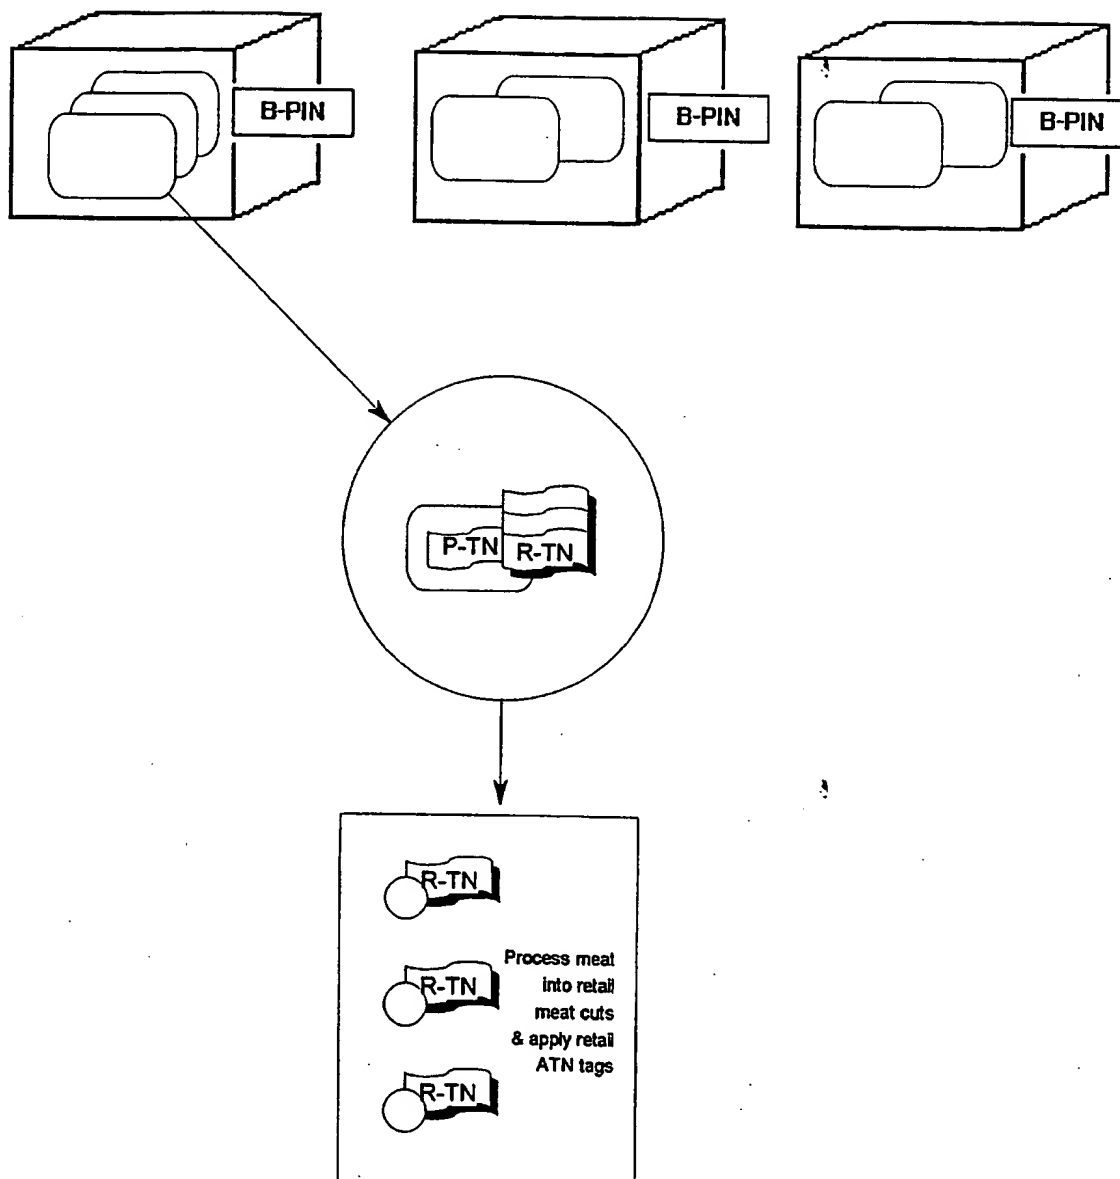 B-PIN
B-PIN
B-PIN
P-TN
R-TN
R-TN
R-TN
R-TN
Process meat
into retail
meat cuts
& apply retail
ATN tags